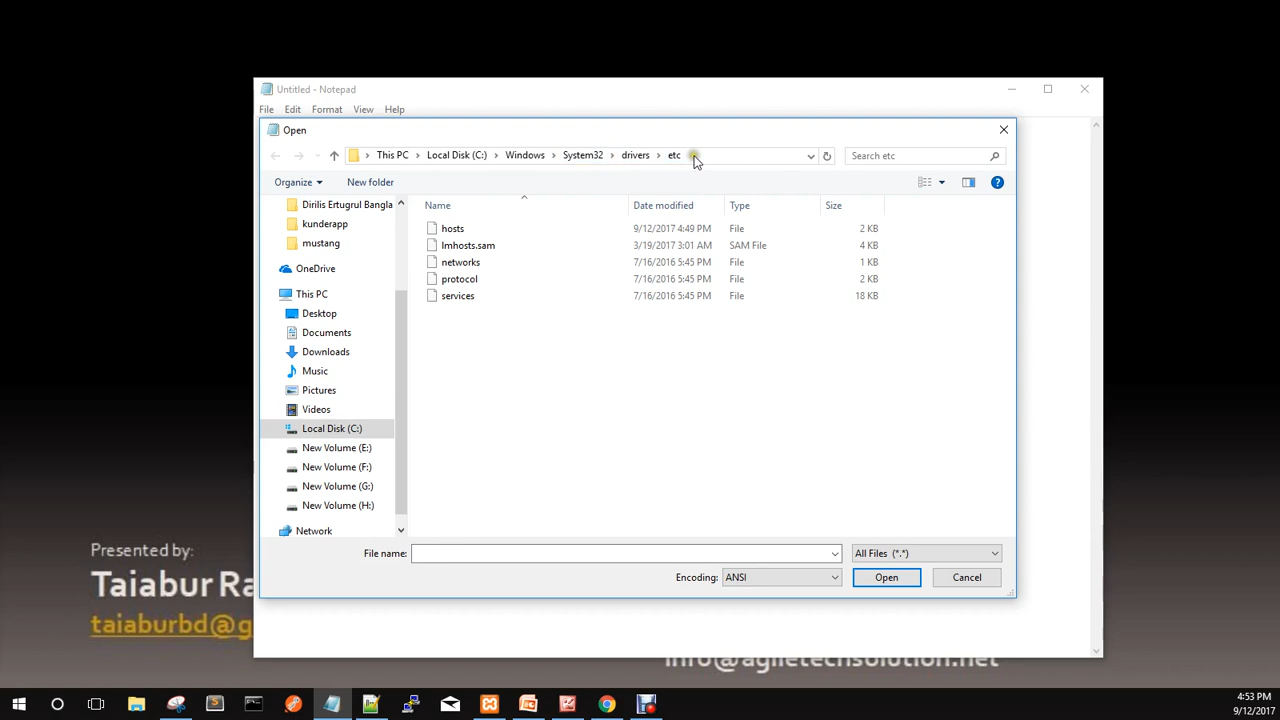 Untitled - Notepad
File Edit Format View Help
Open
This PC > Local Disk (C:) > Windows > System32 > drivers > etc
Search etc
Organize New folder
Name Date modified Type Size
Dirilis Ertugrul Bangla
kunderapp
mustang
OneDrive
This PC
Desktop
Documents
Downloads
Music
Pictures
Videos
Local Disk (C:)
New Volume (E:)
New Volume (F:)
New Volume (G:)
New Volume (H:)
Network
hosts 9/12/2017 4:49 PM File 2 KB
lmhosts.sam 3/19/2017 3:01 AM SAM File 4 KB
networks 7/16/2016 5:45 PM File 1 KB
protocol 7/16/2016 5:45 PM File 2 KB
services 7/16/2016 5:45 PM File 18 KB
File name: All Files (*.*)
Encoding: ANSI Open Cancel
Presented by:
Taiabur Ra
taiaburbd@g
info@agiletechsolution.net
4:53 PM
9/12/2017